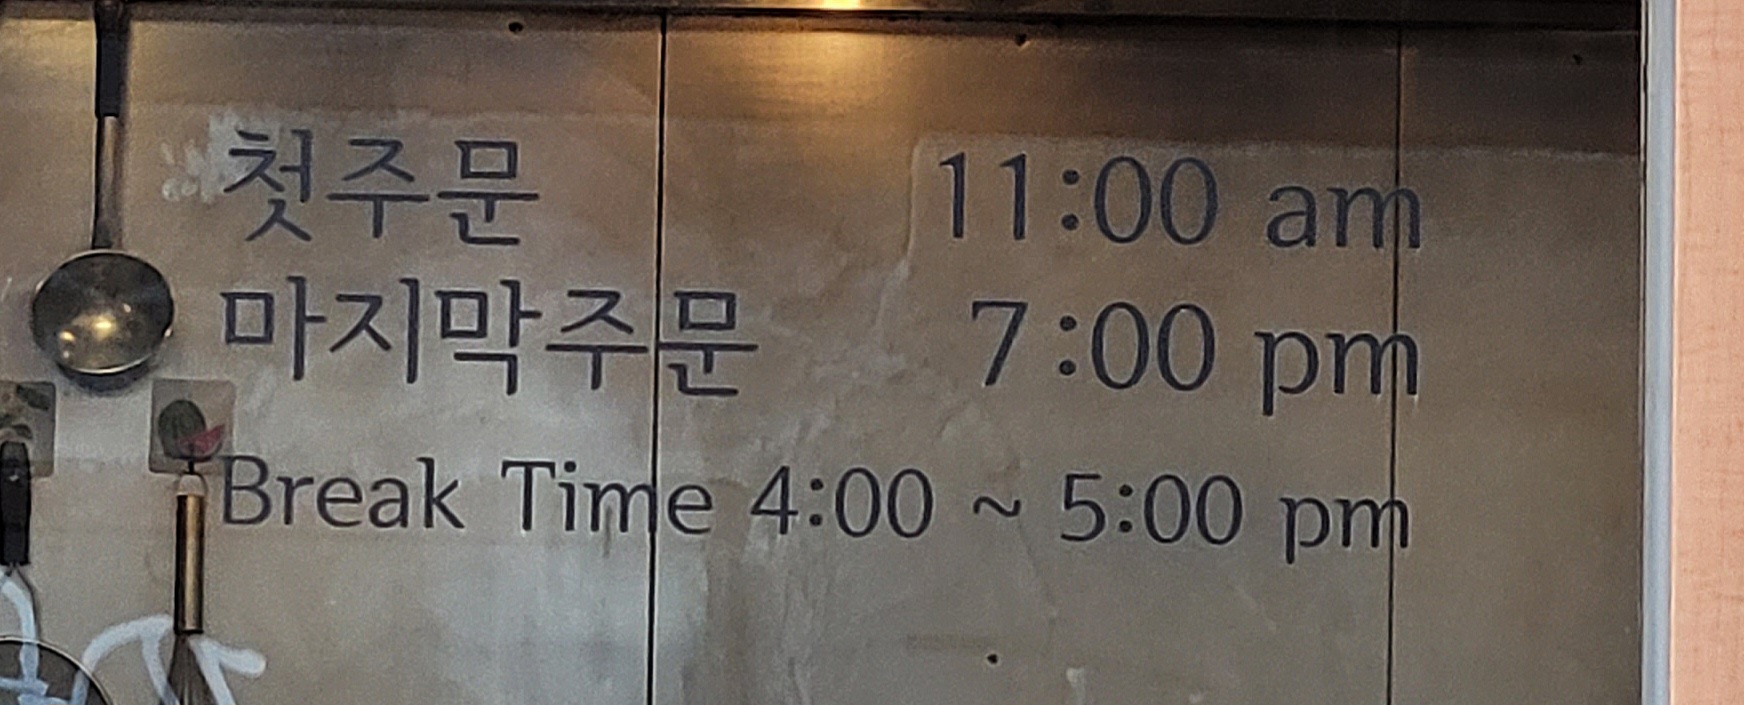 첫주문 11:00 am
마지막주문 7:00 pm
Break Time 4:00 ~ 5:00 pm